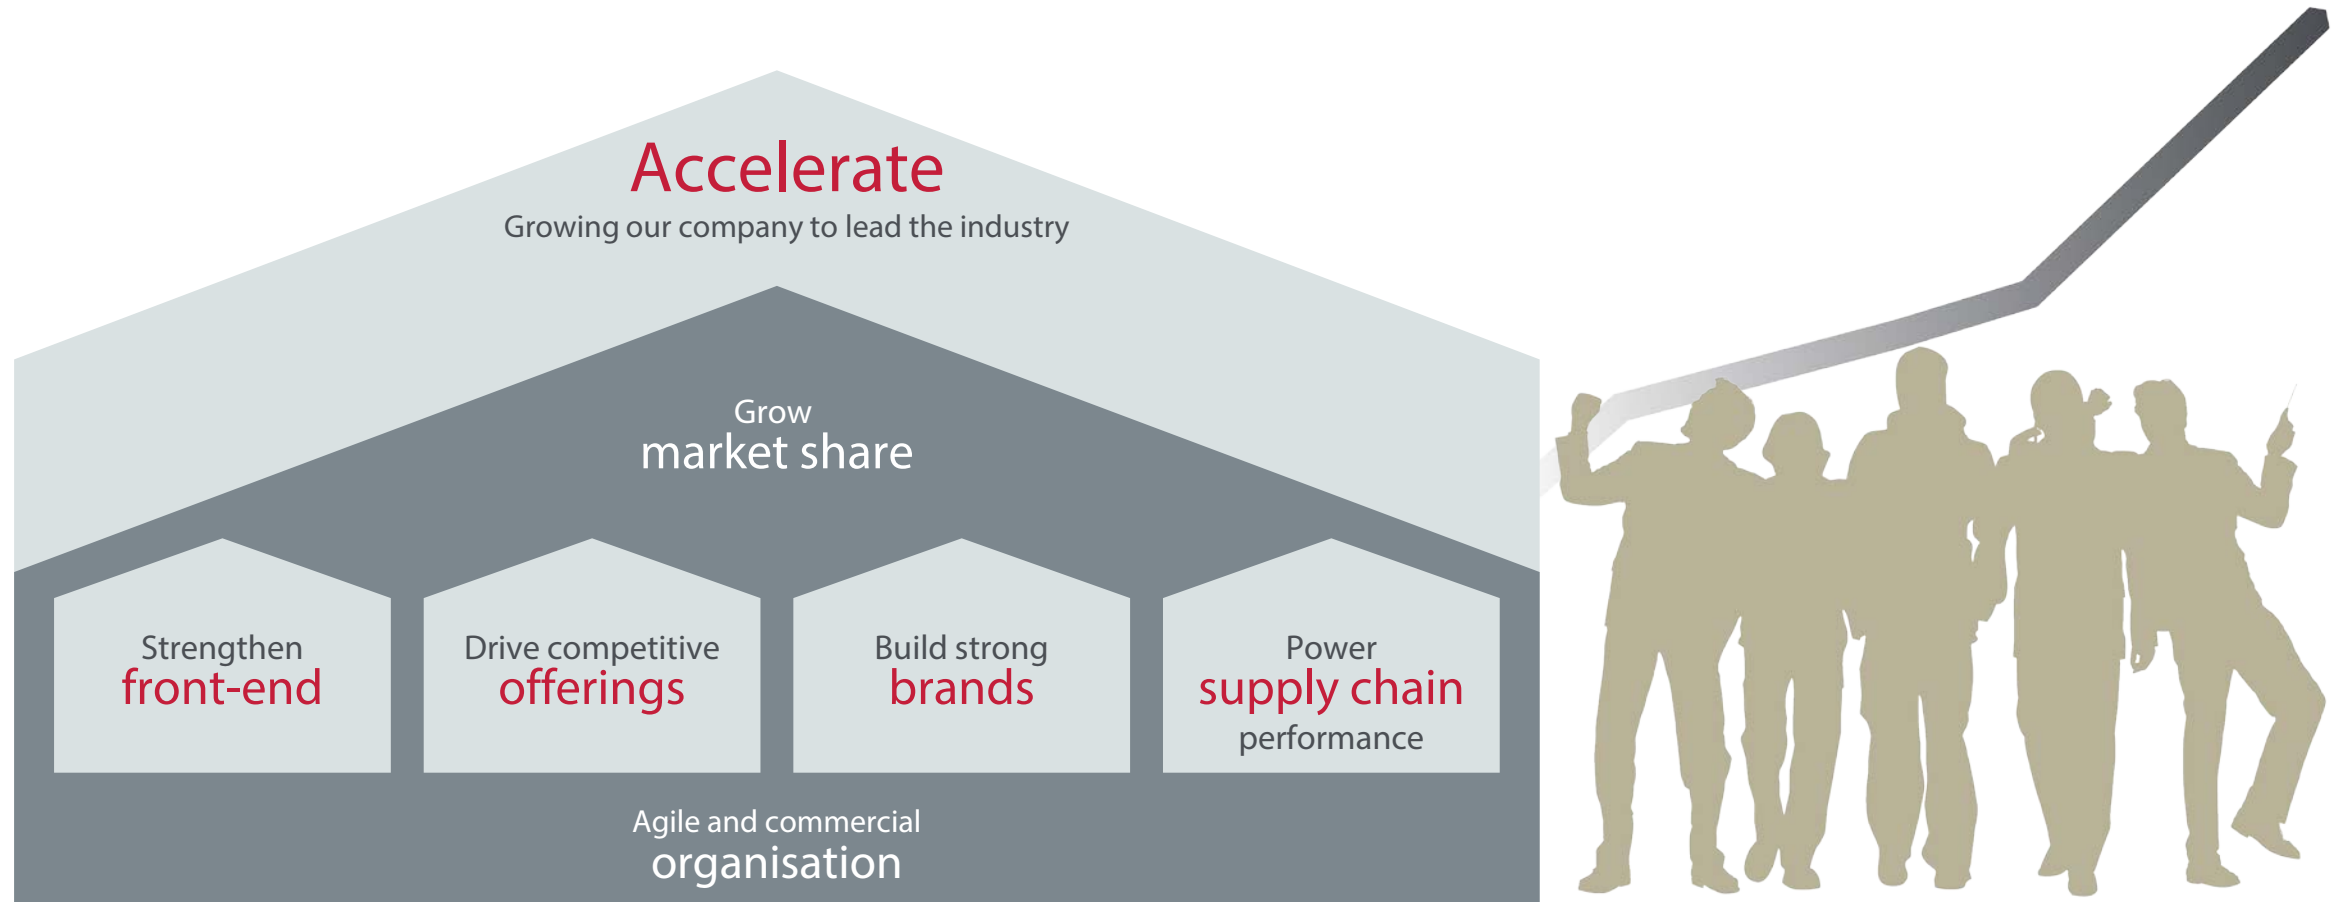 Accelerate
Growing our company to lead the industry
Grow
market share
Strengthen
front-end
Drive competitive
offerings
Build strong
brands
Power
supply chain
performance
Agile and commercial
organisation